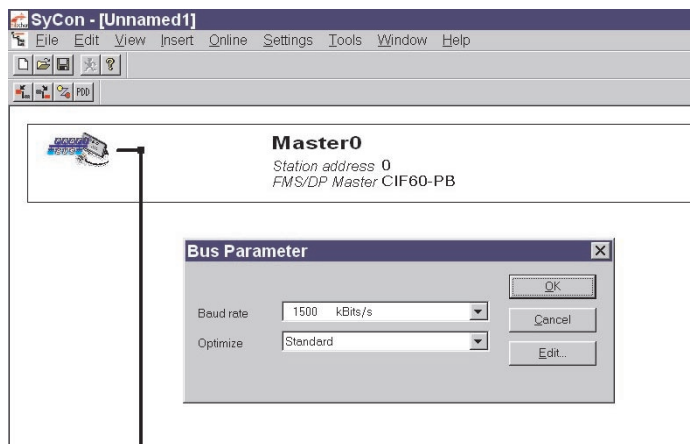 SyCon - [Unnamed1]
File Edit View Insert Online Settings Tools Window Help
PDD
Master0
Station address 0
FMS/DP Master CIF60-PB
Bus Parameter
OK
Baud rate 1500 kBits/s
Cancel
Optimize Standard
Edit...